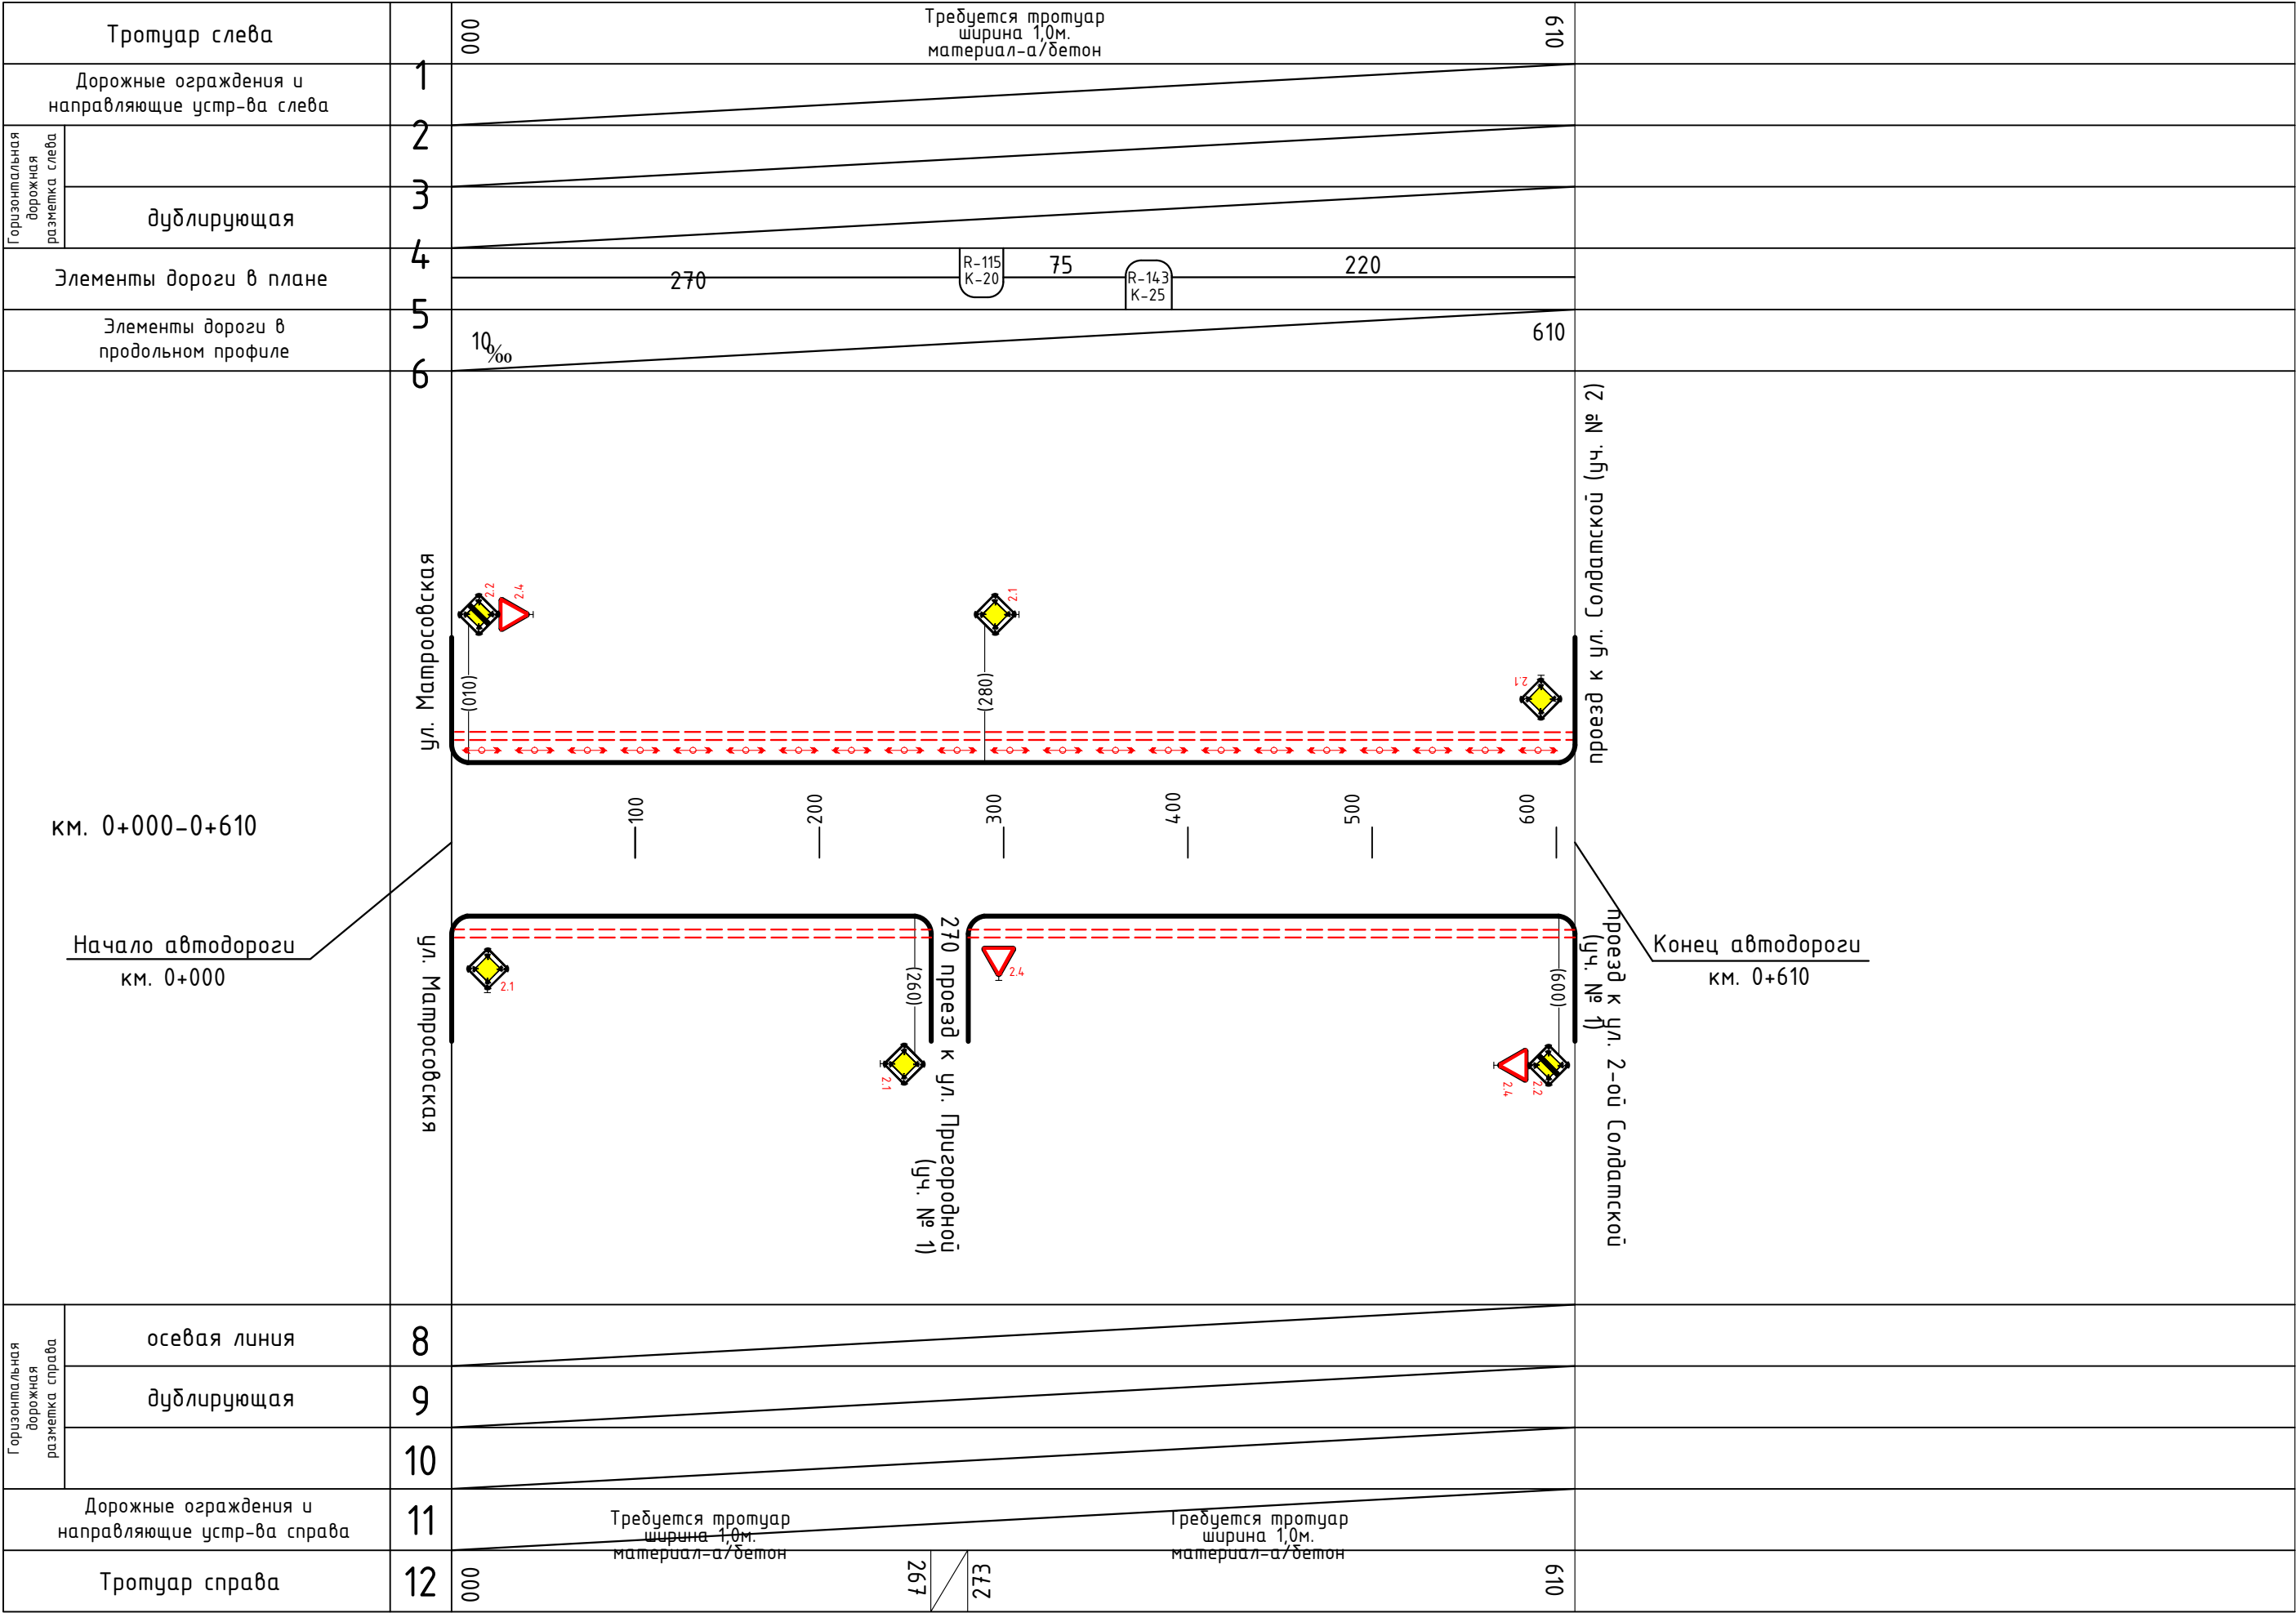 Тротуар слева
000
Требуется тротуар
ширина 1,0м.
материал-а/бетон
610
1
Дорожные ограждения и
направляющие устр-ва слева
2
Горизонтальная
дорожная
разметка слева
3
дублирующая
4
Элементы дороги в плане
270
R-115
K-20
75
R-143
K-25
220
5
Элементы дороги в
продольном профиле
10‰
610
6
ул. Матросовская
2.2
2.4
(010)
2.1
(280)
2.1
проезд к ул. Солдатской (уч. № 2)
км. 0+000-0+610
100
200
300
400
500
600
Начало автодороги
км. 0+000
ул. Матросовская
2.1
(260)
2.1
270 проезд к ул. Пригородной
(уч. № 1)
2.4
(600)
2.4
2.2
проезд к ул. 2-ой Солдатской
(уч. № 1)
Конец автодороги
км. 0+610
Горизонтальная
дорожная
разметка справа
осевая линия
8
дублирующая
9
10
Дорожные ограждения и
направляющие устр-ва справа
11
Требуется тротуар
ширина 1,0м.
материал-а/бетон
Требуется тротуар
ширина 1,0м.
материал-а/бетон
Тротуар справа
12
000
267
273
610